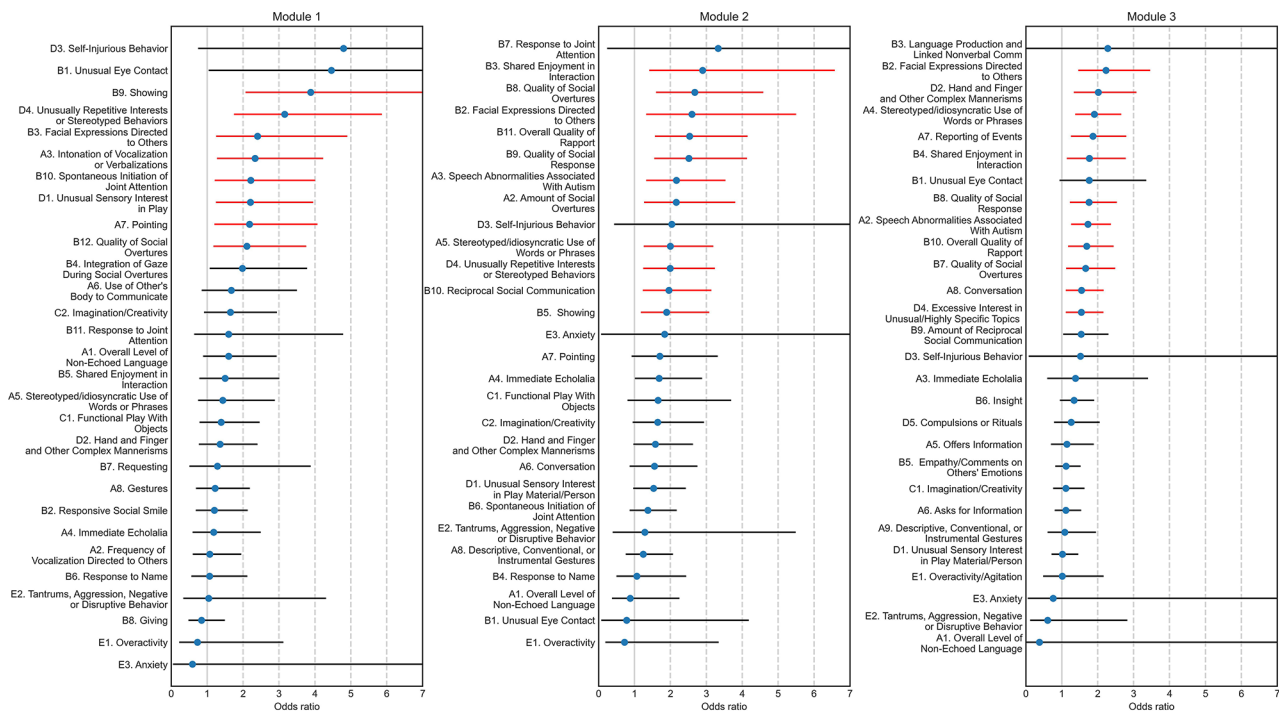 Module 1
D3. Self-Injurious Behavior
B1. Unusual Eye Contact
B9. Showing
D4. Unusually Repetitive Interests
or Stereotyped Behaviors
B3. Facial Expressions Directed
to Others
A3. Intonation of Vocalization
or Verbalizations
B10. Spontaneous Initiation of
Joint Attention
D1. Unusual Sensory Interest
in Play
A7. Pointing
B12. Quality of Social
Overtures
B4. Integration of Gaze
During Social Overtures
A6. Use of Other's
Body to Communicate
C2. Imagination/Creativity
B11. Response to Joint
Attention
A1. Overall Level of
Non-Echoed Language
B5. Shared Enjoyment in
Interaction
A5. Stereotyped/idiosyncratic Use of
Words or Phrases
C1. Functional Play With
Objects
D2. Hand and Finger
and Other Complex Mannerisms
B7. Requesting
A8. Gestures
B2. Responsive Social Smile
A4. Immediate Echolalia
A2. Frequency of
Vocalization Directed to Others
B6. Response to Name
E2. Tantrums, Aggression, Negative
or Disruptive Behavior
B8. Giving
E1. Overactivity
E3. Anxiety
0 1 2 3 4 5 6 7
Odds ratio
Module 2
B7. Response to Joint
Attention
B3. Shared Enjoyment in
Interaction
B8. Quality of Social
Overtures
B2. Facial Expressions Directed
to Others
B11. Overall Quality of
Rapport
B9. Quality of Social
Response
A3. Speech Abnormalities Associated
With Autism
A2. Amount of Social
Overtures
D3. Self-Injurious Behavior
A5. Stereotyped/idiosyncratic Use of
Words or Phrases
D4. Unusually Repetitive Interests
or Stereotyped Behaviors
B10. Reciprocal Social Communication
B5. Showing
E3. Anxiety
A7. Pointing
A4. Immediate Echolalia
C1. Functional Play With
Objects
C2. Imagination/Creativity
D2. Hand and Finger
and Other Complex Mannerisms
A6. Conversation
D1. Unusual Sensory Interest
in Play Material/Person
B6. Spontaneous Initiation of
Joint Attention
E2. Tantrums, Aggression, Negative
or Disruptive Behavior
A8. Descriptive, Conventional, or
Instrumental Gestures
B4. Response to Name
A1. Overall Level of
Non-Echoed Language
B1. Unusual Eye Contact
E1. Overactivity
0 1 2 3 4 5 6 7
Odds ratio
Module 3
B3. Language Production and
Linked Nonverbal Comm
B2. Facial Expressions Directed
to Others
D2. Hand and Finger
and Other Complex Mannerisms
A4. Stereotyped/idiosyncratic Use of
Words or Phrases
A7. Reporting of Events
B4. Shared Enjoyment in
Interaction
B1. Unusual Eye Contact
B8. Quality of Social
Response
A2. Speech Abnormalities Associated
With Autism
B10. Overall Quality of
Rapport
B7. Quality of Social
Overtures
A8. Conversation
D4. Excessive Interest in
Unusual/Highly Specific Topics
B9. Amount of Reciprocal
Social Communication
D3. Self-Injurious Behavior
A3. Immediate Echolalia
B6. Insight
D5. Compulsions or Rituals
A5. Offers Information
B5. Empathy/Comments on
Others' Emotions
C1. Imagination/Creativity
A6. Asks for Information
A9. Descriptive, Conventional, or
Instrumental Gestures
D1. Unusual Sensory Interest
in Play Material/Person
E1. Overactivity/Agitation
E3. Anxiety
E2. Tantrums, Aggression, Negative
or Disruptive Behavior
A1. Overall Level of
Non-Echoed Language
0 1 2 3 4 5 6 7
Odds ratio